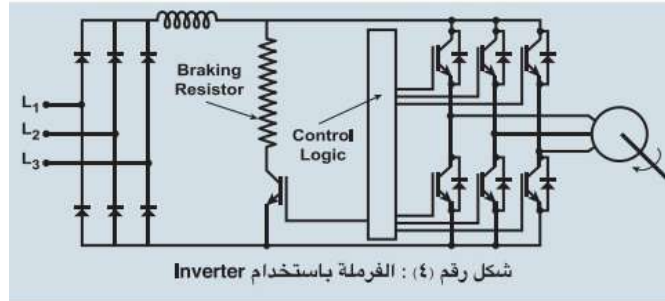 Braking
Resistor
L1
L2
L3
Control
Logic
شكل رقم (٤) : الفرملة باستخدام Inverter